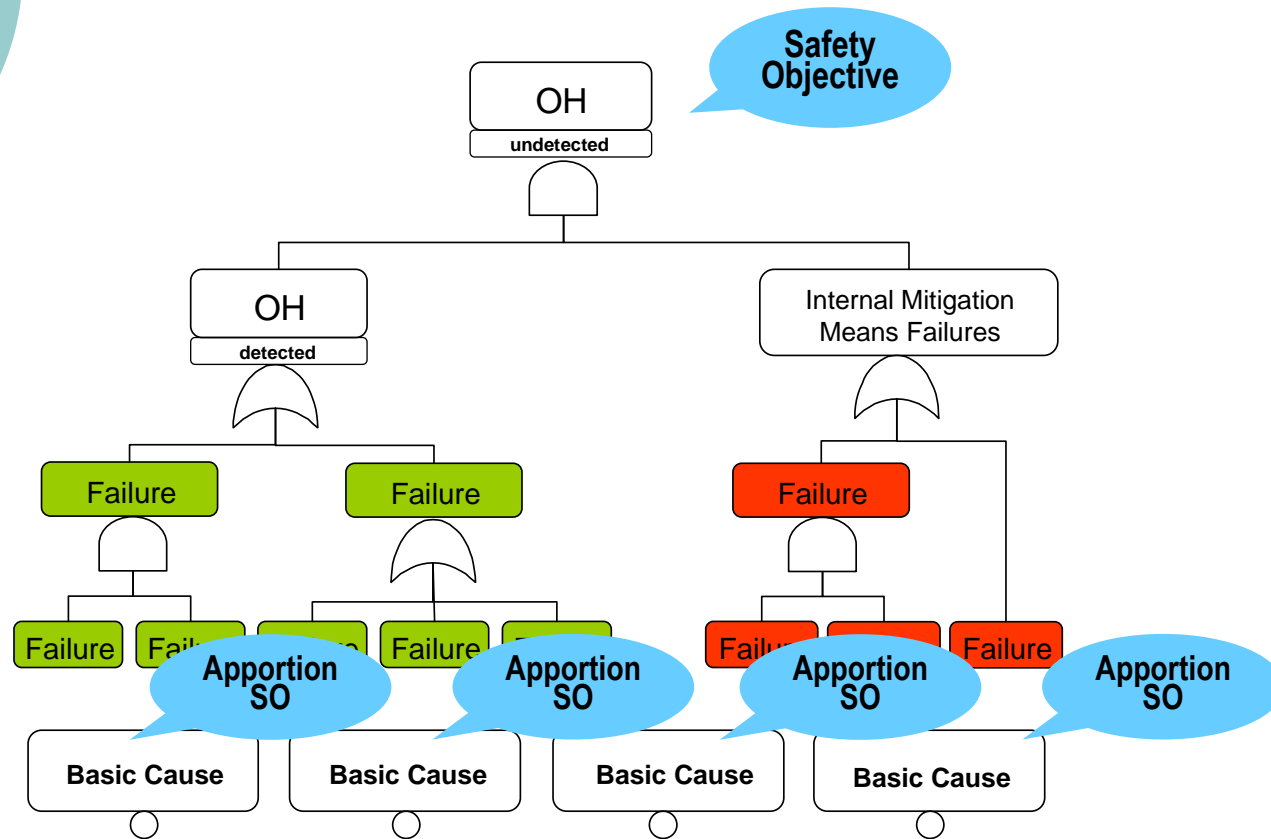 Safety
Objective
OH
undetected
OH
detected
Internal Mitigation
Means Failures
Failure
Failure
Failure
Failure
Failure
Failure
Failure
Apportion
SO
Apportion
SO
Apportion
SO
Apportion
SO
Basic Cause
Basic Cause
Basic Cause
Basic Cause